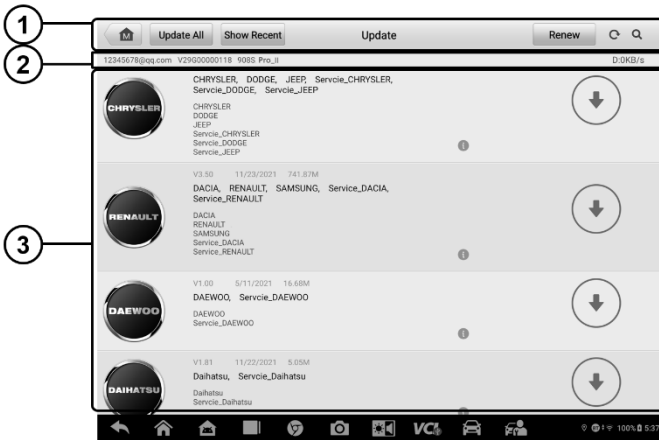 1
M Update All Show Recent Update Renew
2
12345678@qq.com V29G00000118 908S Pro_II D:0KB/s
CHRYSLER
CHRYSLER, DODGE, JEEP, Servcie_CHRYSLER,
Servcie_DODGE, Servcie_JEEP
CHRYSLER
DODGE
JEEP
Servcie_CHRYSLER
Servcie_DODGE
Servcie_JEEP
i
3
RENAULT
V3.50 11/23/2021 741.87M
DACIA, RENAULT, SAMSUNG, Service_DACIA,
Service_RENAULT
DACIA
RENAULT
SAMSUNG
Service_DACIA
Service_RENAULT
i
DAEWOO
V1.00 5/11/2021 16.68M
DAEWOO, Servcie_DAEWOO
DAEWOO
Servcie_DAEWOO
i
DAIHATSU
V1.81 11/22/2021 5.05M
Daihatsu, Servcie_Daihatsu
Daihatsu
Servcie_Daihatsu
VCI 100% 5:37